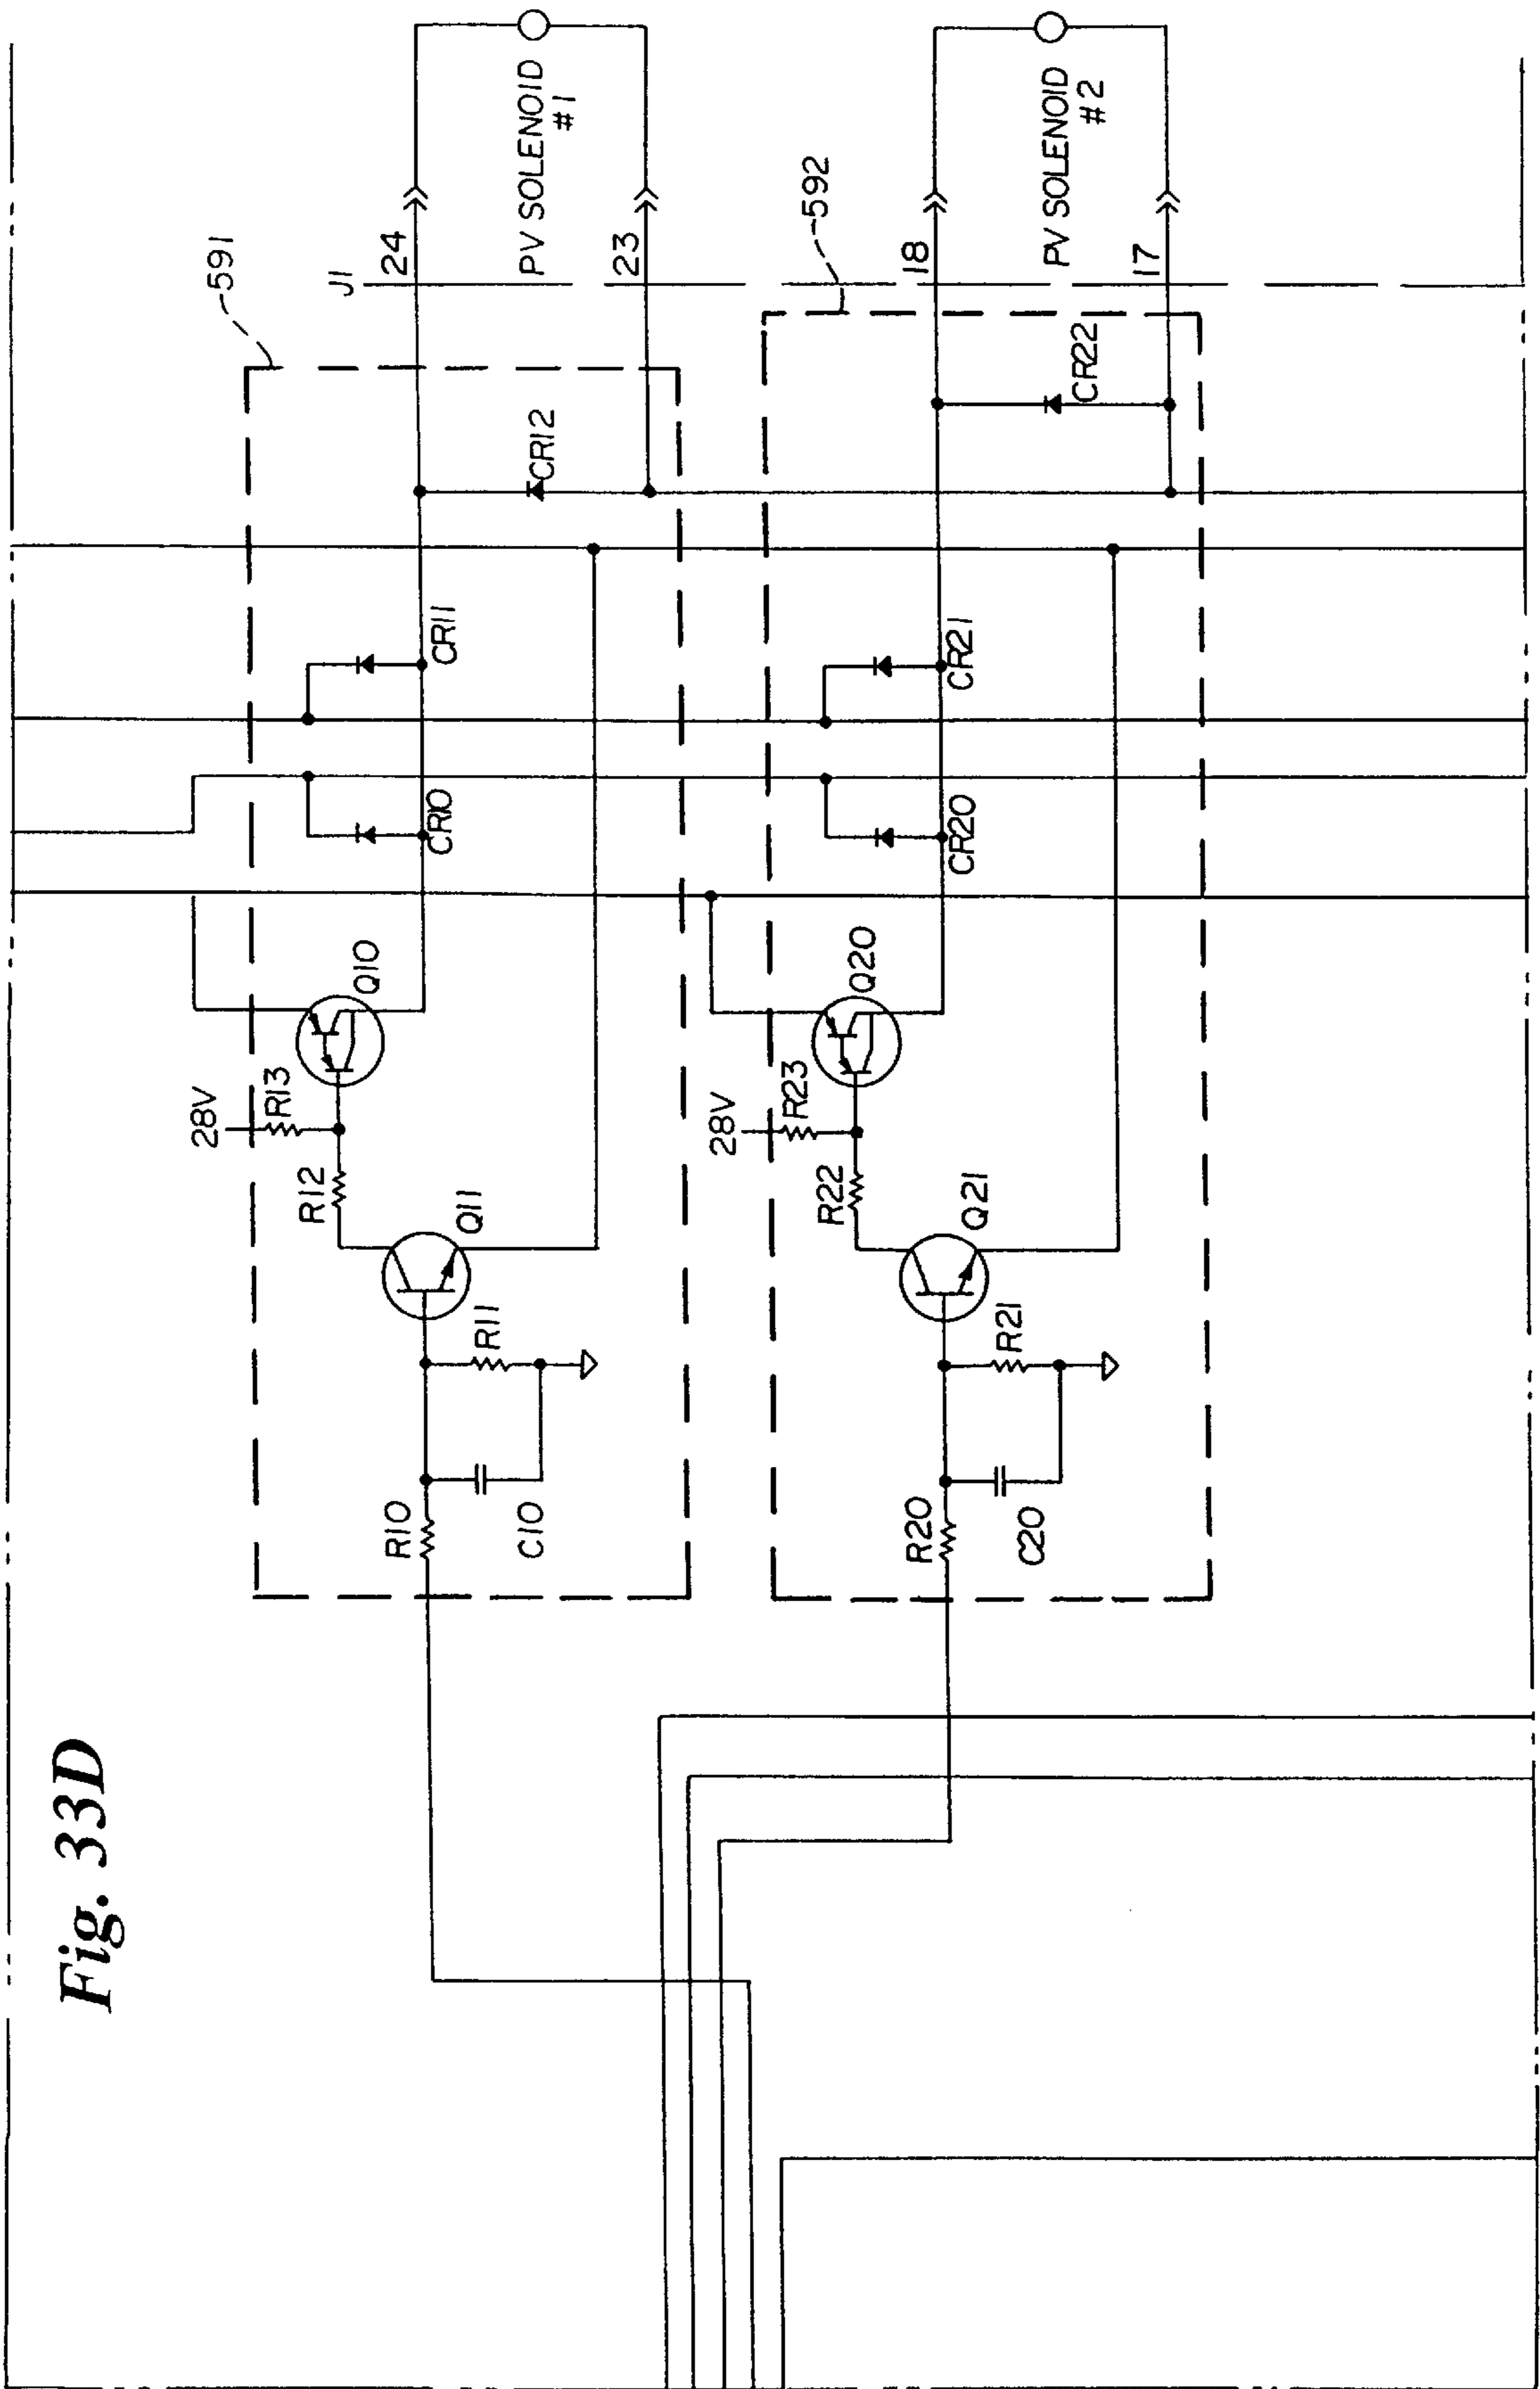 Fig. 33D
591
J1
24
PV SOLENOID
#1
23
CR12
CR11
CR10
Q10
28V
R13
R12
Q11
R11
R10
C10
592
18
PV SOLENOID
#2
17
CR22
CR21
CR20
Q20
28V
R23
R22
Q21
R21
R20
C20